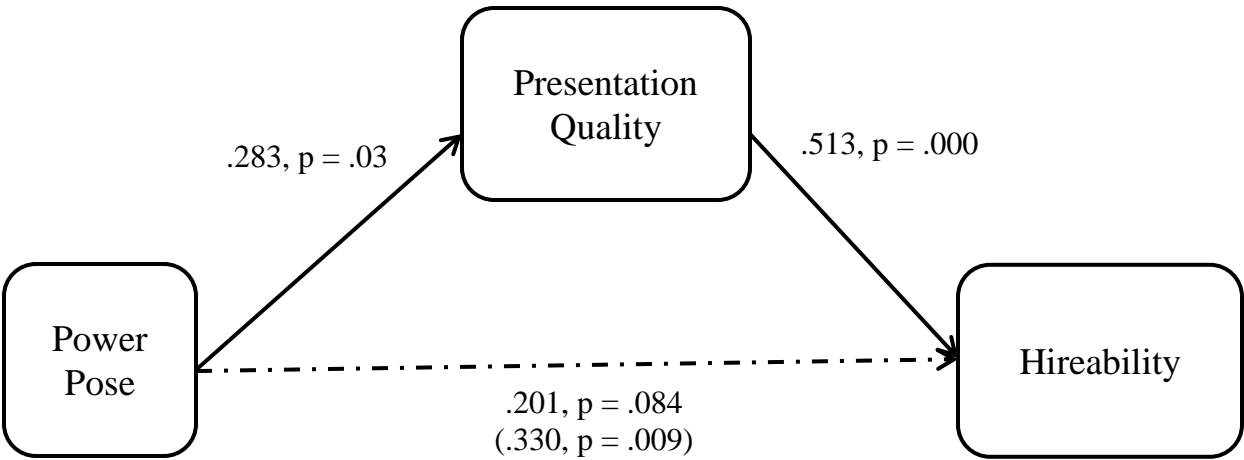 Presentation
Quality
.283, p = .03
.513, p = .000
Power
Pose
Hireability
.201, p = .084
(.330, p = .009)